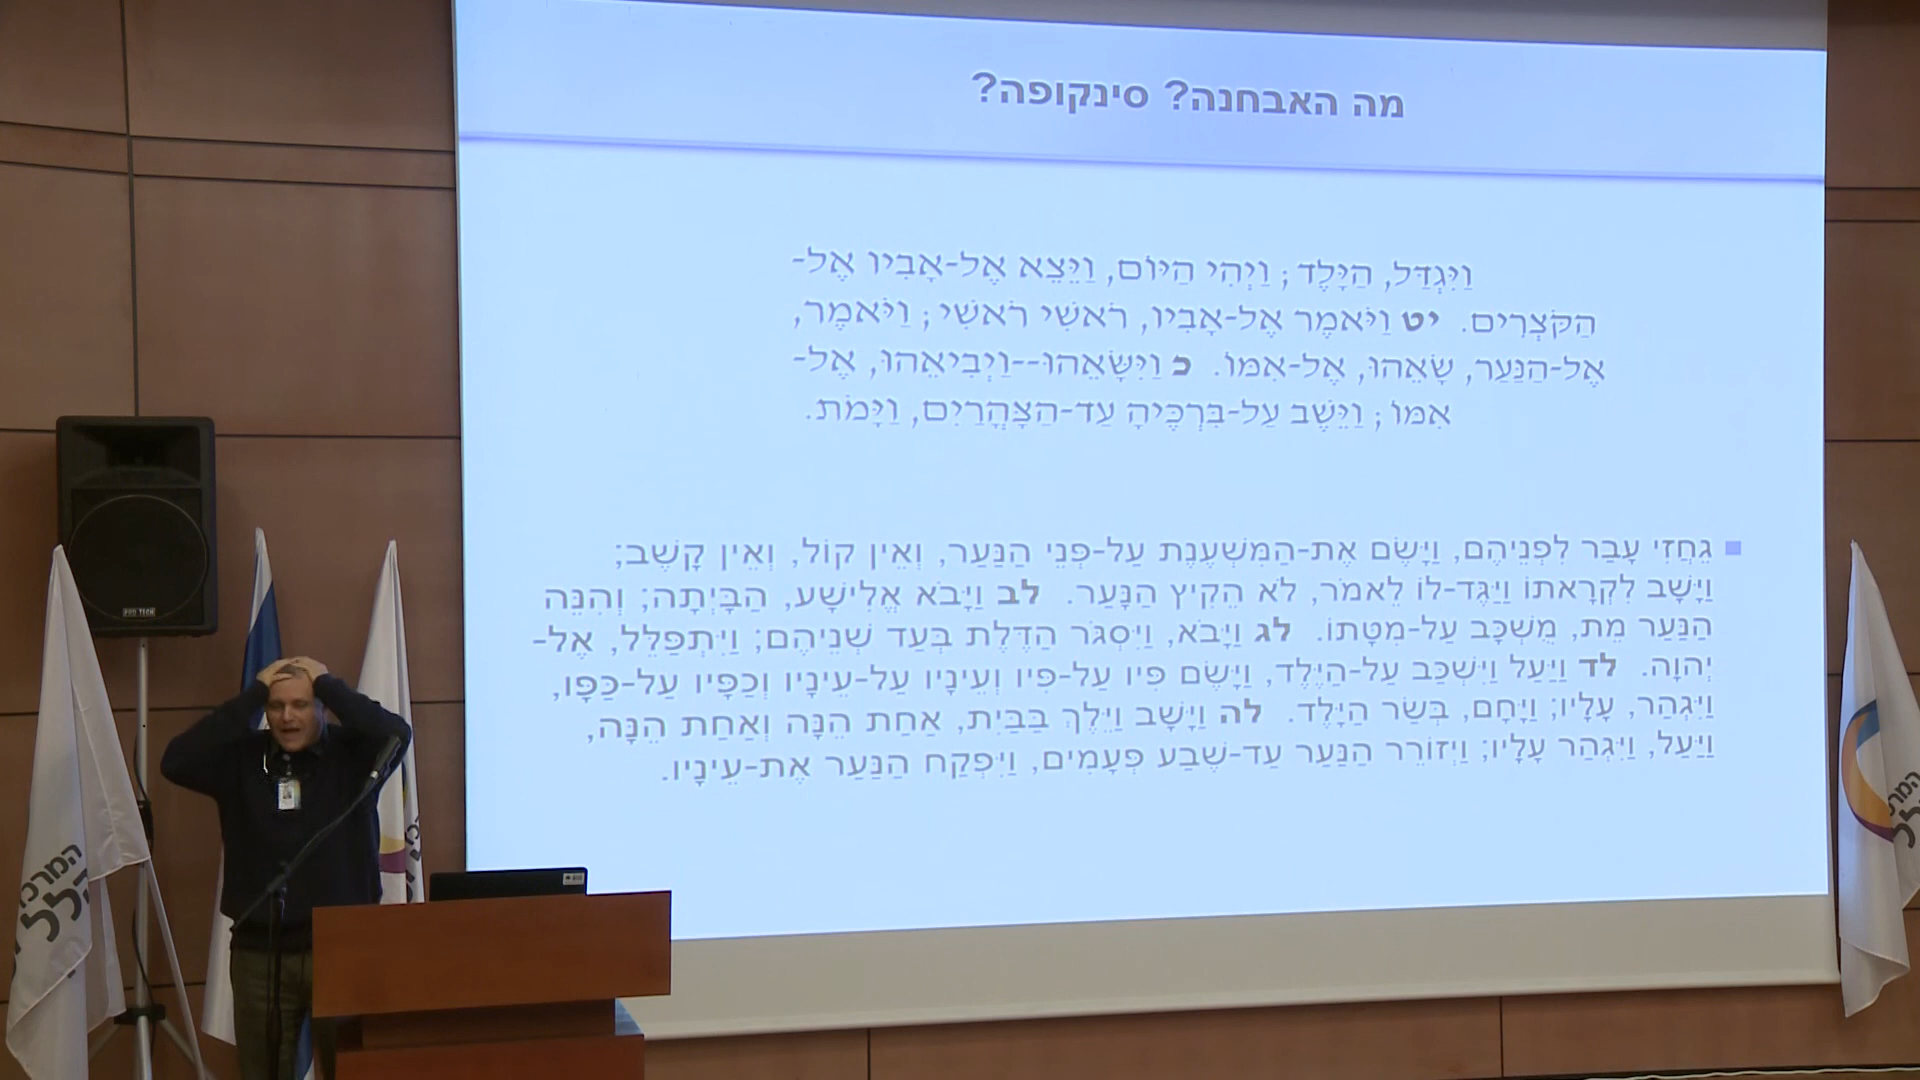 מה האבחנה? סינקופה?
וַיִּגְדַּל, הַיָּלֶד; וַיְהִי הַיּוֹם, וַיֵּצֵא אֶל-אָבִיו אֶל-
הַקֹּצְרִים. יט וַיֹּאמֶר אֶל-אָבִיו, רֹאשִׁי רֹאשִׁי; וַיֹּאמֶר,
אֶל-הַנַּעַר, שָׂאֵהוּ, אֶל-אִמּוֹ. כ וַיִּשָּׂאֵהוּ--וַיְבִיאֵהוּ, אֶל-
אִמּוֹ; וַיֵּשֶׁב עַל-בִּרְכֶּיהָ עַד-הַצָּהֳרַיִם, וַיָּמֹת.
גֵחֲזִי עָבַר לִפְנֵיהֶם, וַיָּשֶׂם אֶת-הַמִּשְׁעֶנֶת עַל-פְּנֵי הַנַּעַר, וְאֵין קוֹל, וְאֵין קָשֶׁב;
וַיָּשָׁב לִקְרָאתוֹ וַיַּגֶּד-לוֹ לֵאמֹר, לֹא הֵקִיץ הַנָּעַר. לב וַיָּבֹא אֱלִישָׁע, הַבָּיְתָה; וְהִנֵּה
הַנַּעַר מֵת, מֻשְׁכָּב עַל-מִטָּתוֹ. לג וַיָּבֹא, וַיִּסְגֹּר הַדֶּלֶת בְּעַד שְׁנֵיהֶם; וַיִּתְפַּלֵּל, אֶל-
יְהוָה. לד וַיַּעַל וַיִּשְׁכַּב עַל-הַיֶּלֶד, וַיָּשֶׂם פִּיו עַל-פִּיו וְעֵינָיו עַל-עֵינָיו וְכַפָּיו עַל-כַּפָּו,
וַיִּגְהַר, עָלָיו; וַיָּחָם, בְּשַׂר הַיָּלֶד. לה וַיָּשָׁב וַיֵּלֶךְ בַּבַּיִת, אַחַת הֵנָּה וְאַחַת הֵנָּה,
וַיַּעַל, וַיִּגְהַר עָלָיו; וַיְזוֹרֵר הַנַּעַר עַד-שֶׁבַע פְּעָמִים, וַיִּפְקַח הַנַּעַר אֶת-עֵינָיו.
PRO TECH